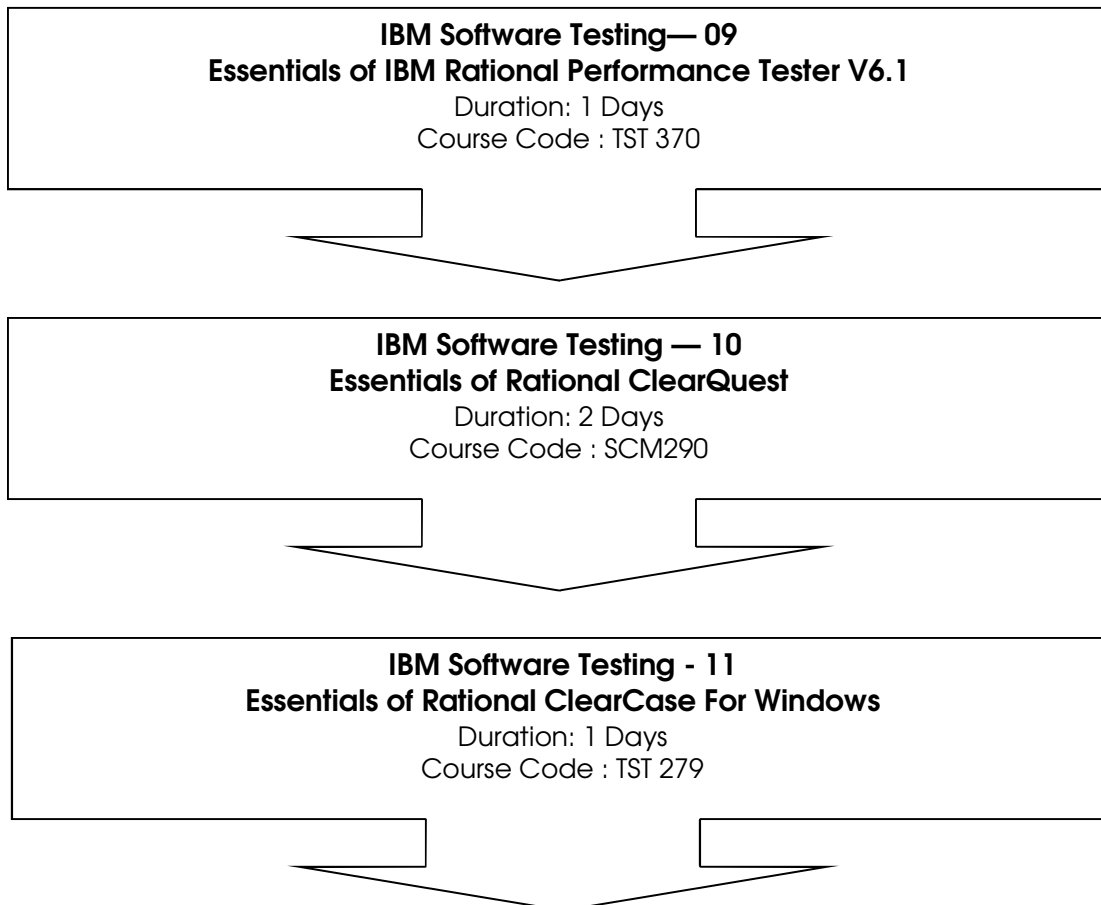 IBM Software Testing— 09
Essentials of IBM Rational Performance Tester V6.1
Duration: 1 Days
Course Code : TST 370
IBM Software Testing — 10
Essentials of Rational ClearQuest
Duration: 2 Days
Course Code : SCM290
IBM Software Testing - 11
Essentials of Rational ClearCase For Windows
Duration: 1 Days
Course Code : TST 279